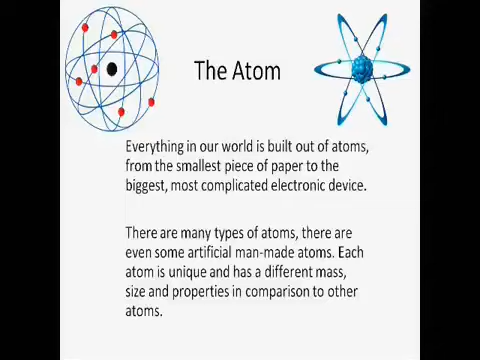 The Atom
Everything in our world is built out of atoms,
from the smallest piece of paper to the
biggest, most complicated electronic device.
There are many types of atoms, there are
even some artificial man-made atoms. Each
atom is unique and has a different mass,
size and properties in comparison to other
atoms.